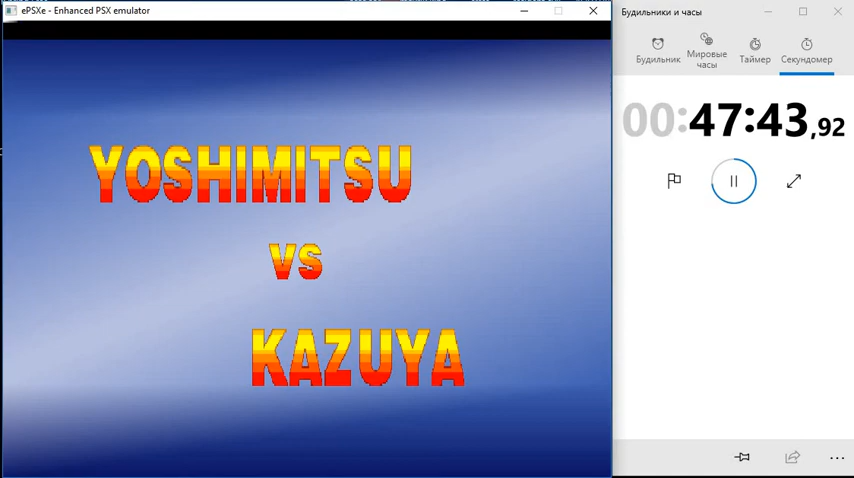 ePSXe - Enhanced PSX emulator
YOSHIMITSU
VS
KAZUYA
Будильники и часы
Будильник
Мировые часы
Таймер
Секундомер
00:47:43,92